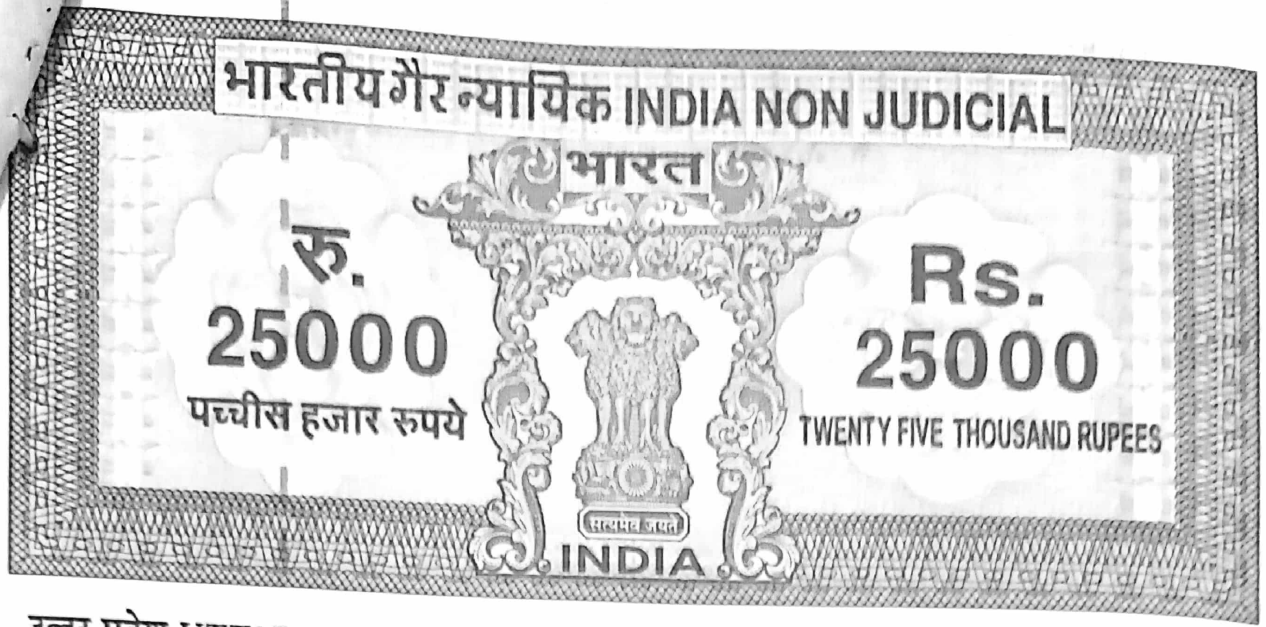 भारतीय गैर न्यायिक INDIA NON JUDICIAL
भारत
रु.
25000
पच्चीस हजार रुपये
Rs.
25000
TWENTY FIVE THOUSAND RUPEES
सत्यमेव जयते
INDIA